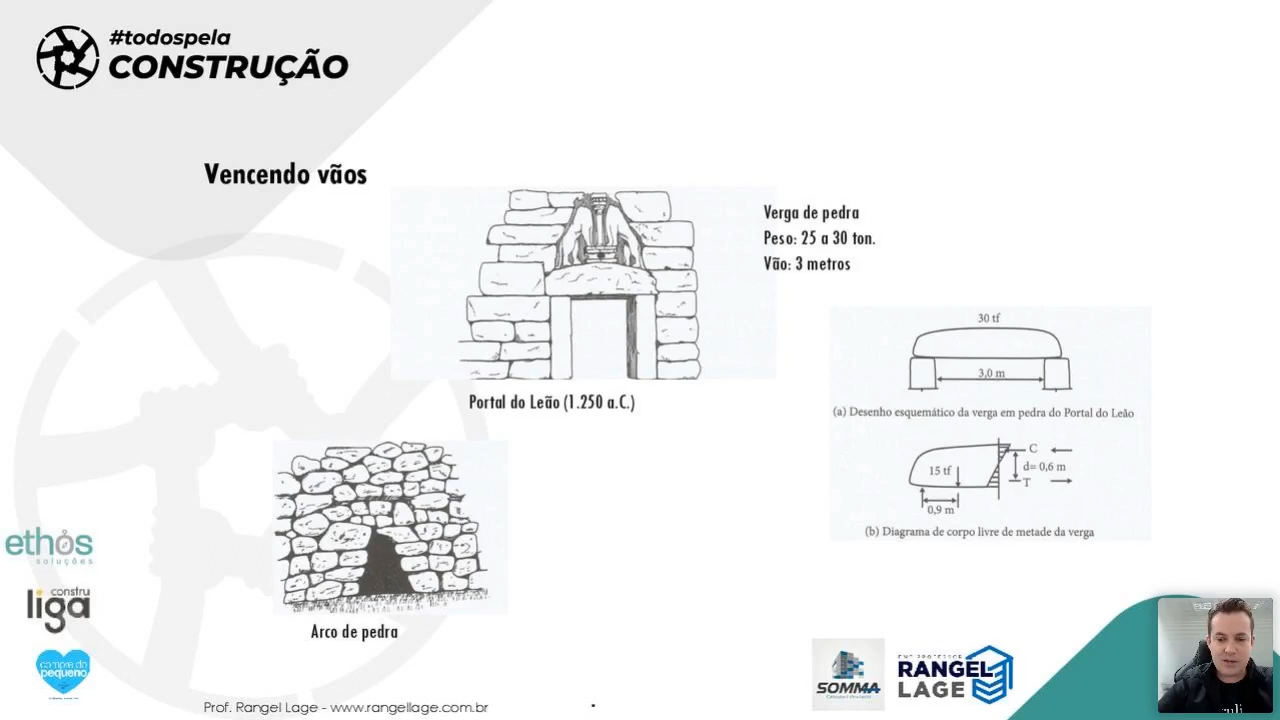 #todospela
CONSTRUÇÃO
Vencendo vãos
Verga de pedra
Peso: 25 a 30 ton.
Vão: 3 metros
Portal do Leão (1.250 a.C.)
30 tf
3,0 m
(a) Desenho esquemático da verga em pedra do Portal do Leão
C
15 tf
d= 0,6 m
T
0,9 m
(b) Diagrama de corpo livre de metade da verga
Arco de pedra
ethos
soluções
constru
liga
compre do
pequeno
SOMMA
RANGEL
LAGE
Prof. Rangel Lage - www.rangellage.com.br